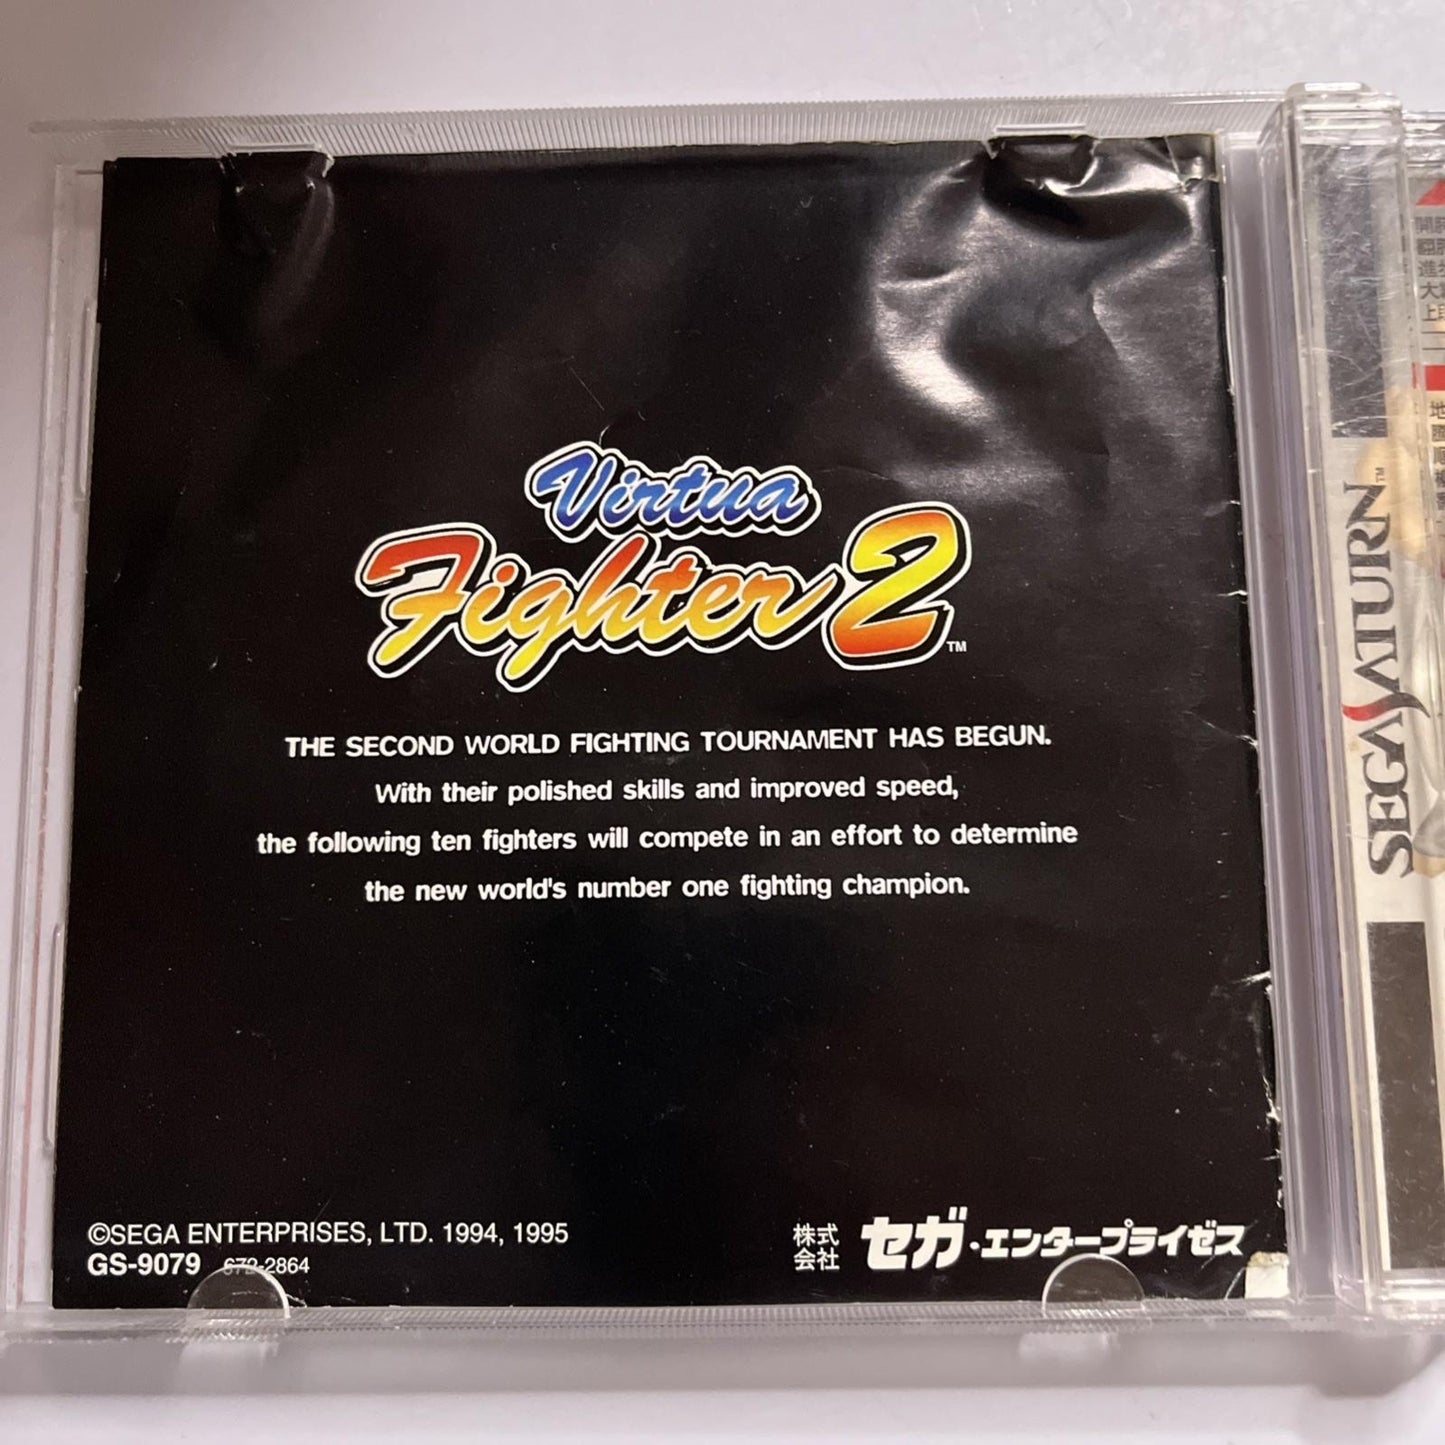 Virtua
Fighter 2 ™
THE SECOND WORLD FIGHTING TOURNAMENT HAS BEGUN.
With their polished skills and improved speed,
the following ten fighters will compete in an effort to determine
the new world's number one fighting champion.
©SEGA ENTERPRISES, LTD. 1994, 1995
GS-9079 672-2864
株式会社 セガ・エンタープライゼス
SEGA SATURN™